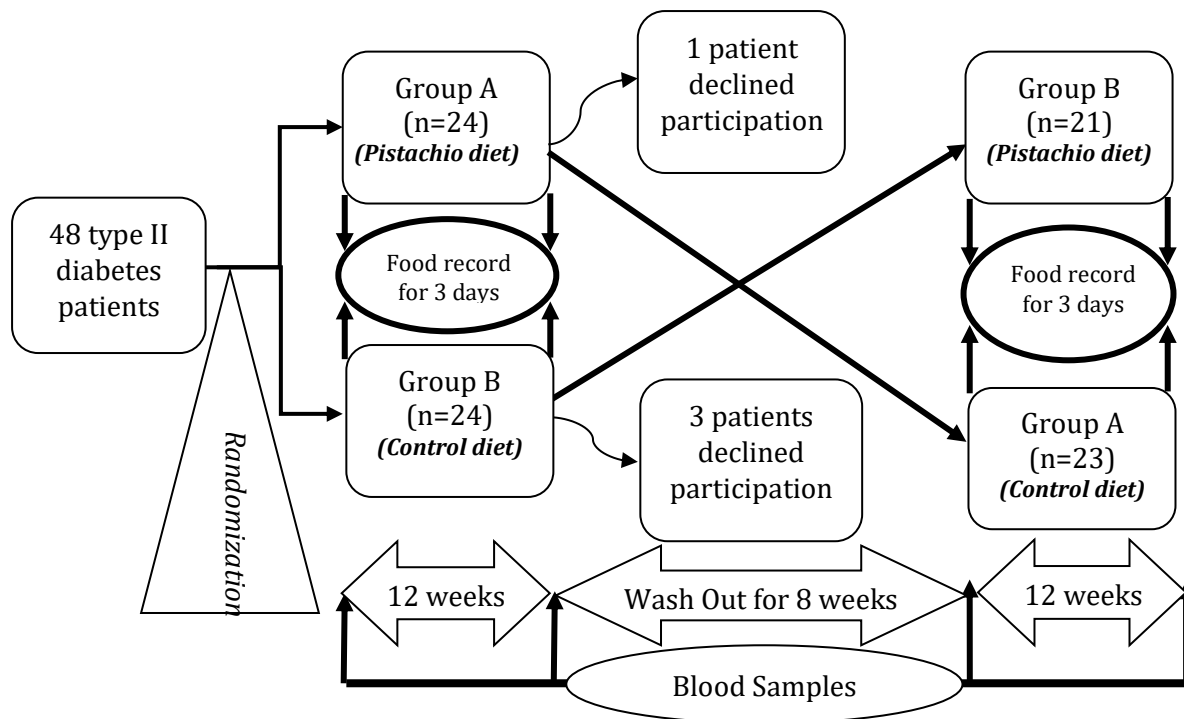 48 type II
diabetes
patients
Randomization
Group A
(n=24)
(Pistachio diet)
Food record
for 3 days
Group B
(n=24)
(Control diet)
1 patient
declined
participation
3 patients
declined
participation
Group B
(n=21)
(Pistachio diet)
Food record
for 3 days
Group A
(n=23)
(Control diet)
12 weeks
Wash Out for 8 weeks
12 weeks
Blood Samples